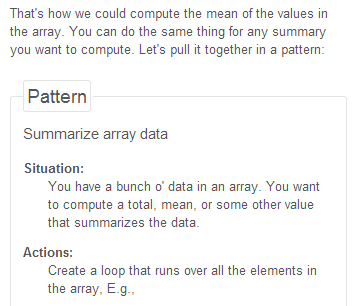 That's how we could compute the mean of the values in
the array. You can do the same thing for any summary
you want to compute. Let's pull it together in a pattern:
Pattern
Summarize array data
Situation:
You have a bunch o' data in an array. You want
to compute a total, mean, or some other value
that summarizes the data.
Actions:
Create a loop that runs over all the elements in
the array, E.g.,